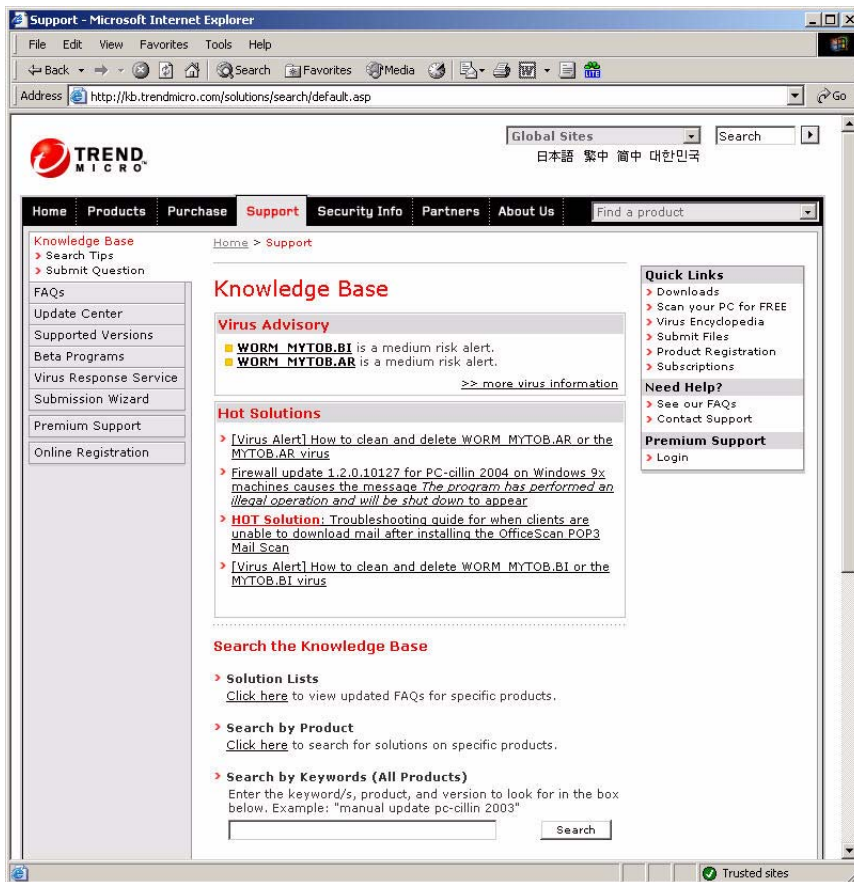 Support - Microsoft Internet Explorer
File Edit View Favorites Tools Help
Back Search Favorites Media
Address http://kb.trendmicro.com/solutions/search/default.asp Go
Global Sites Search
TREND MICRO™
日本語 繁中 简中 대한민국
Home Products Purchase Support Security Info Partners About Us Find a product
Knowledge Base
Search Tips
Submit Question
FAQs
Update Center
Supported Versions
Beta Programs
Virus Response Service
Submission Wizard
Premium Support
Online Registration
Home > Support
Knowledge Base
Virus Advisory
WORM_MYTOB.BI is a medium risk alert.
WORM_MYTOB.AR is a medium risk alert.
>> more virus information
Hot Solutions
[Virus Alert] How to clean and delete WORM_MYTOB.AR or the
MYTOB.AR virus
Firewall update 1.2.0.10127 for PC-cillin 2004 on Windows 9x
machines causes the message The program has performed an
illegal operation and will be shut down to appear
HOT Solution: Troubleshooting guide for when clients are
unable to download mail after installing the OfficeScan POP3
Mail Scan
[Virus Alert] How to clean and delete WORM_MYTOB.BI or the
MYTOB.BI virus
Search the Knowledge Base
Solution Lists
Click here to view updated FAQs for specific products.
Search by Product
Click here to search for solutions on specific products.
Search by Keywords (All Products)
Enter the keyword/s, product, and version to look for in the box
below. Example: "manual update pc-cillin 2003"
Search
Quick Links
Downloads
Scan your PC for FREE
Virus Encyclopedia
Submit Files
Product Registration
Subscriptions
Need Help?
See our FAQs
Contact Support
Premium Support
Login
Trusted sites